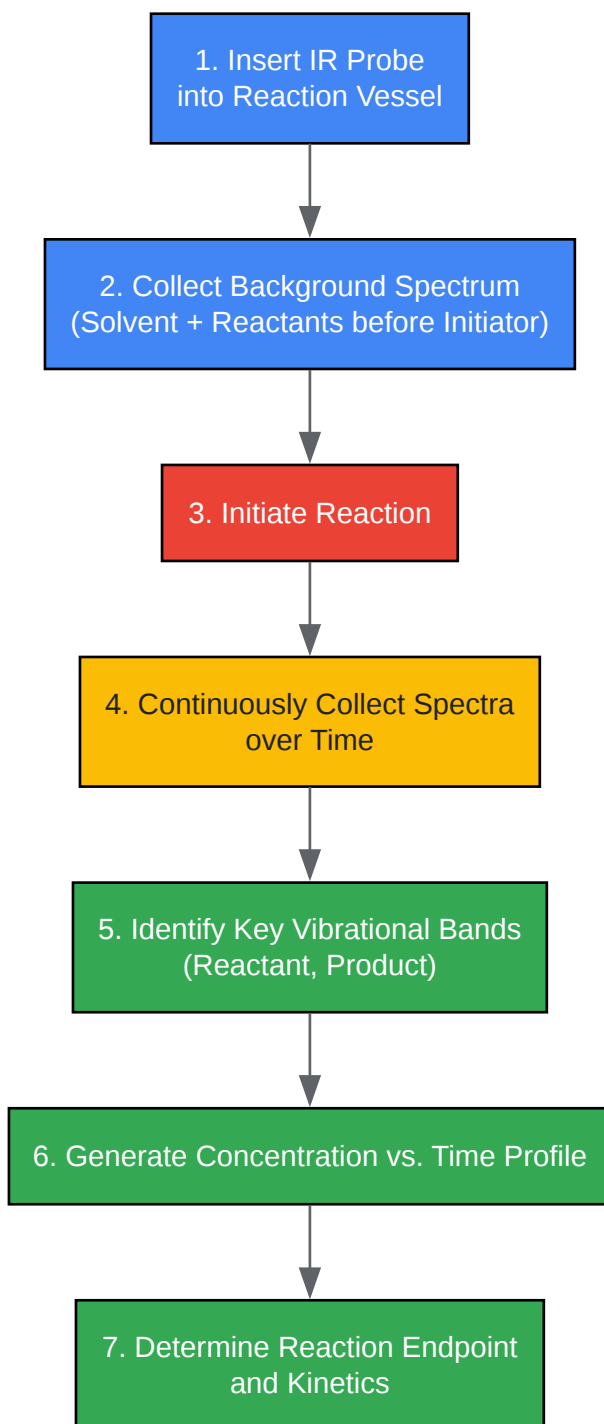 1. Insert IR Probe
into Reaction Vessel
2. Collect Background Spectrum
(Solvent + Reactants before Initiator)
3. Initiate Reaction
4. Continuously Collect Spectra
over Time
5. Identify Key Vibrational Bands
(Reactant, Product)
6. Generate Concentration vs. Time Profile
7. Determine Reaction Endpoint
and Kinetics